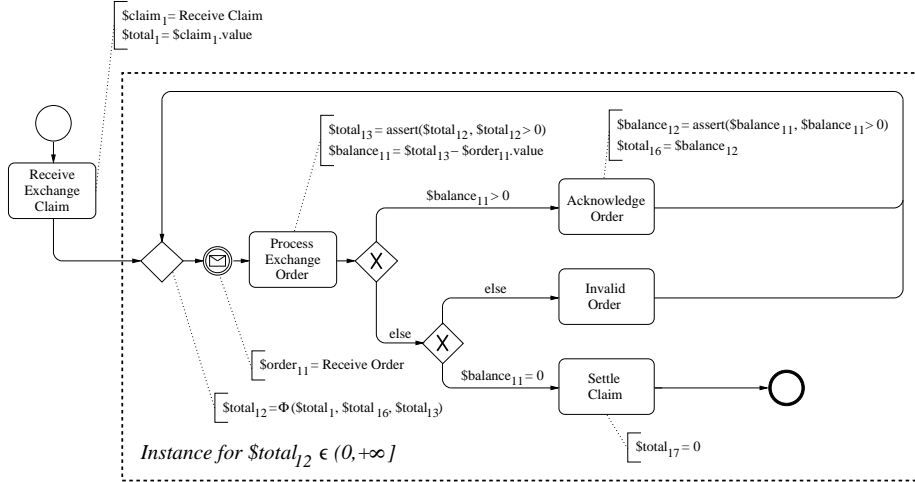 $claim₁= Receive Claim
$total₁= $claim₁.value
Receive
Exchange
Claim
$total₁₃= assert($total₁₂, $total₁₂> 0)
$balance₁₁= $total₁₃− $order₁₁.value
$balance₁₂= assert($balance₁₁, $balance₁₁> 0)
$total₁₆= $balance₁₂
$balance₁₁> 0
Acknowledge
Order
Process
Exchange
Order
X
else
Invalid
Order
else
X
$order₁₁= Receive Order
$balance₁₁= 0
Settle
Claim
$total₁₂=Φ($total₁, $total₁₆, $total₁₃)
$total₁₇= 0
Instance for $total₁₂ ϵ (0,+∞]